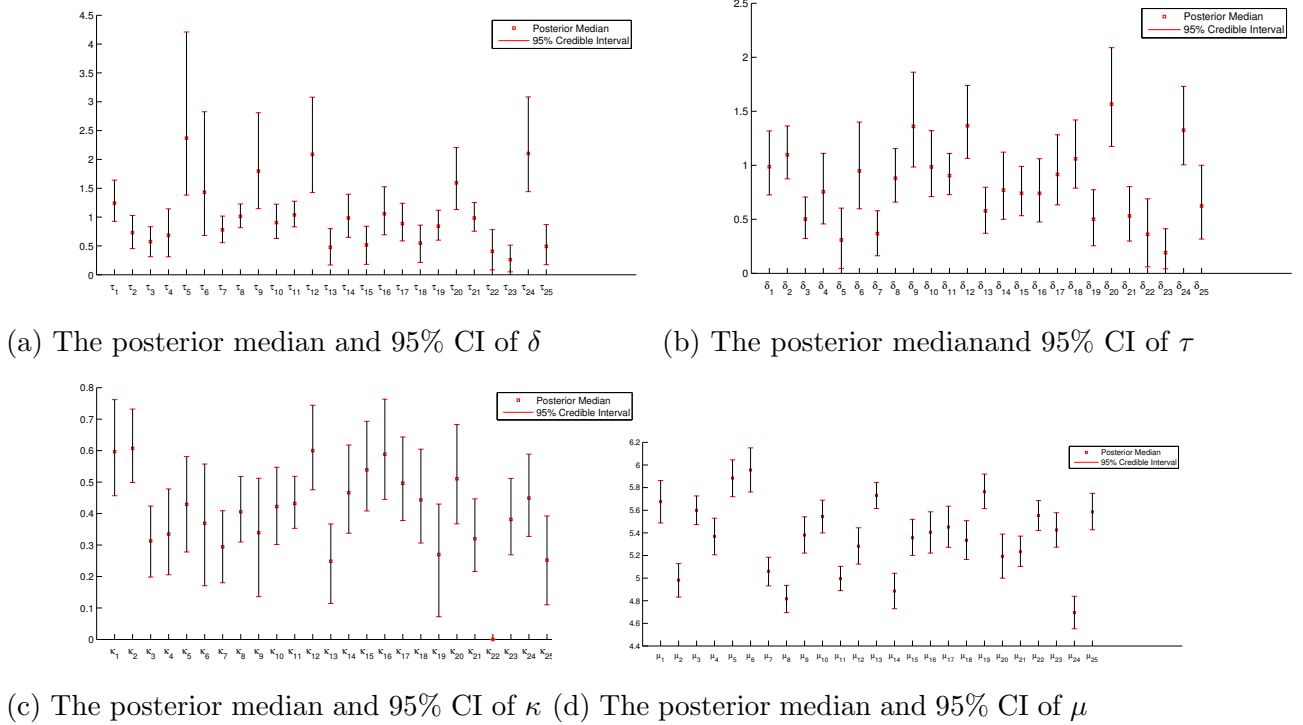 4.5
4
3.5
3
2.5
2
1.5
1
0.5
0
Posterior Median
95% Credible Interval
τ1 τ2 τ3 τ4 τ5 τ6 τ7 τ8 τ9 τ10 τ11 τ12 τ13 τ14 τ15 τ16 τ17 τ18 τ19 τ20 τ21 τ22 τ23 τ24 τ25
(a) The posterior median and 95% CI of δ
2.5
2
1.5
1
0.5
0
Posterior Median
95% Credible Interval
δ1 δ2 δ3 δ4 δ5 δ6 δ7 δ8 δ9 δ10 δ11 δ12 δ13 δ14 δ15 δ16 δ17 δ18 δ19 δ20 δ21 δ22 δ23 δ24 δ25
(b) The posterior medianand 95% CI of τ
0.8
0.7
0.6
0.5
0.4
0.3
0.2
0.1
0
Posterior Median
95% Credible Interval
κ1 κ2 κ3 κ4 κ5 κ6 κ7 κ8 κ9 κ10 κ11 κ12 κ13 κ14 κ15 κ16 κ17 κ18 κ19 κ20 κ21 κ22 κ23 κ24 κ25
(c) The posterior median and 95% CI of κ
6.2
6
5.8
5.6
5.4
5.2
5
4.8
4.6
4.4
Posterior Median
95% Credible Interval
μ1 μ2 μ3 μ4 μ5 μ6 μ7 μ8 μ9 μ10 μ11 μ12 μ13 μ14 μ15 μ16 μ17 μ18 μ19 μ20 μ21 μ22 μ23 μ24 μ25
(d) The posterior median and 95% CI of μ